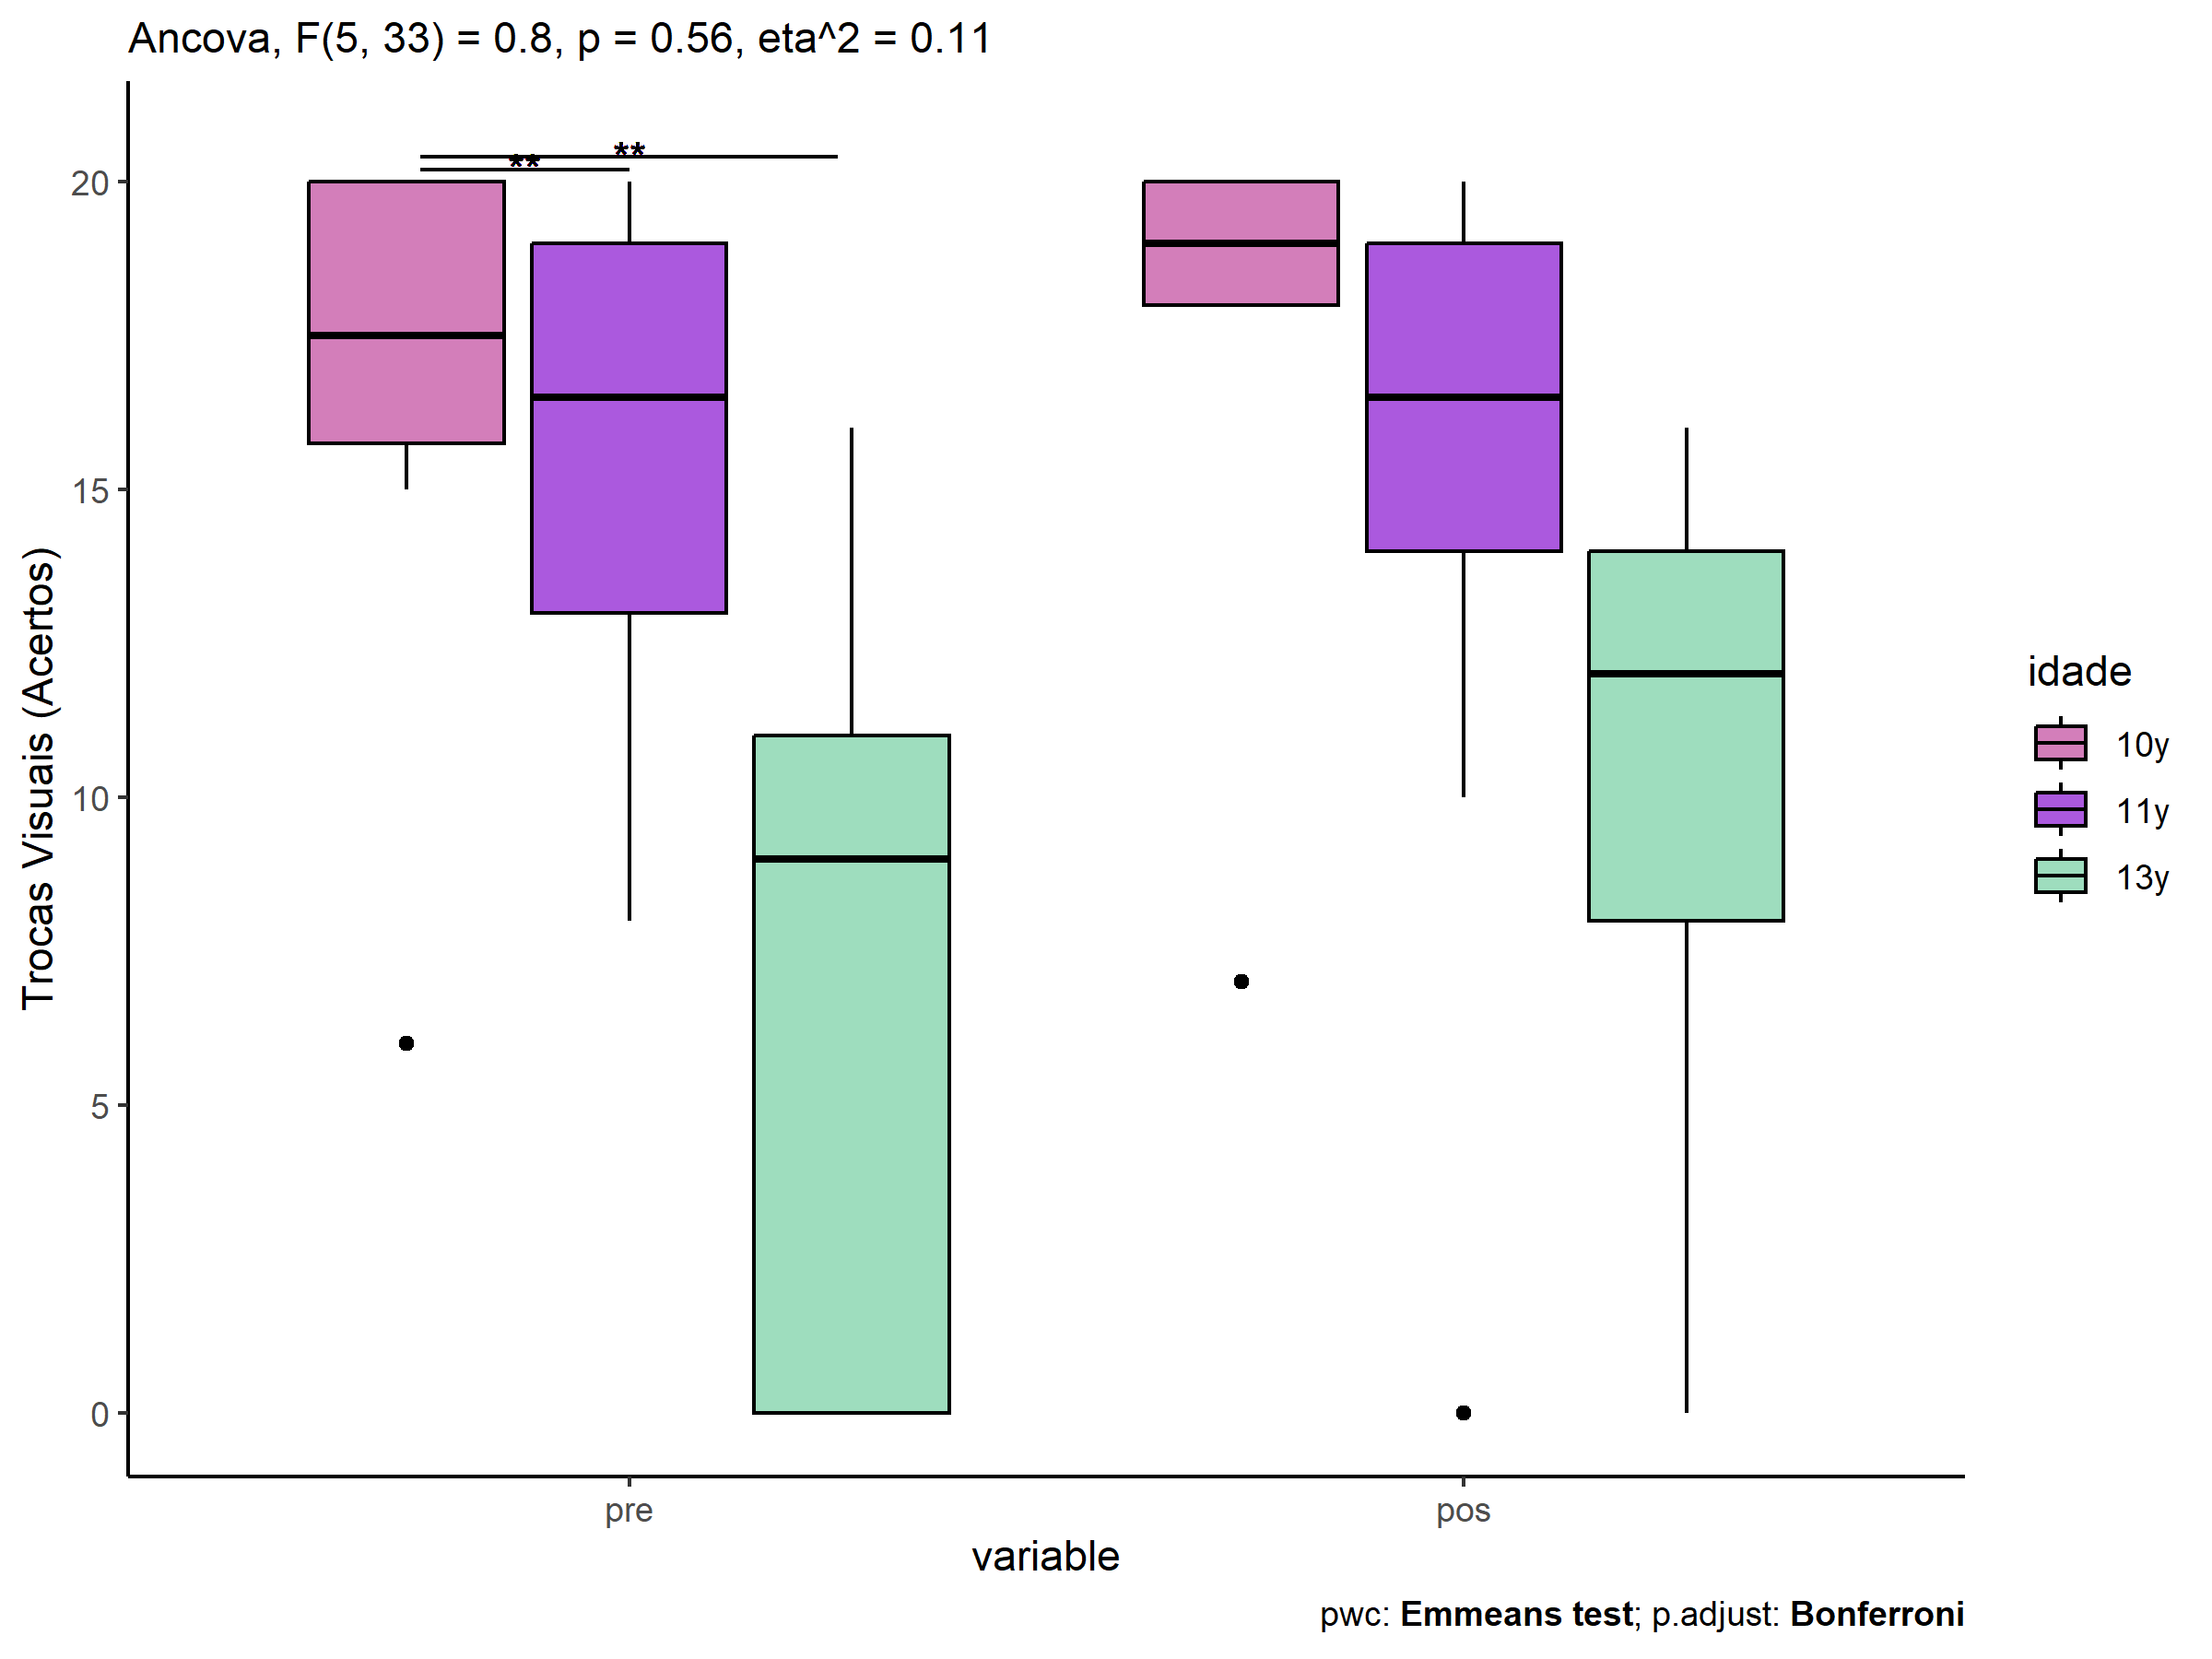 Ancova, F(5, 33) = 0.8, p = 0.56, eta^2 = 0.11
**
**
20
15
10
5
0
Trocas Visuais (Acertos)
pre
pos
variable
idade
10y
11y
13y
pwc: Emmeans test; p.adjust: Bonferroni